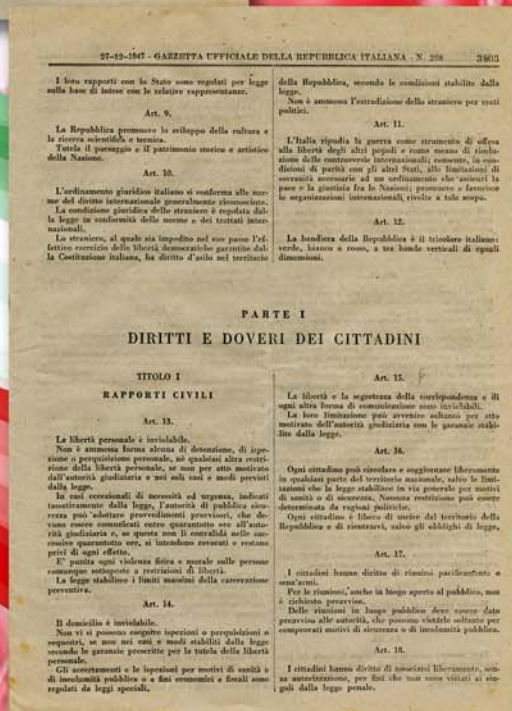 27-12-1947 - GAZZETTA UFFICIALE DELLA REPUBBLICA ITALIANA - N. 298
3803
I loro rapporti con lo Stato sono regolati per legge
sulla base di intese con le relative rappresentanze.
Art. 9.
La Repubblica promuove lo sviluppo della cultura e
la ricerca scientifica e tecnica.
Tutela il paesaggio e il patrimonio storico e artistico
della Nazione.
Art. 10.
L'ordinamento giuridico italiano si conforma alle nor-
me del diritto internazionale generalmente riconosciute.
La condizione giuridica dello straniero è regolata dal-
la legge in conformità delle norme e dei trattati inter-
nazionali.
Lo straniero, al quale sia impedito nel suo paese l'ef-
fettivo esercizio delle libertà democratiche garantite dal-
la Costituzione italiana, ha diritto d'asilo nel territorio
della Repubblica, secondo le condizioni stabilite dalla
legge.
Non è ammessa l'estradizione dello straniero per reati
politici.
Art. 11.
L'Italia ripudia la guerra come strumento di offesa
alla libertà degli altri popoli e come mezzo di risolu-
zione delle controversie internazionali; consente, in con-
dizioni di parità con gli altri Stati, alle limitazioni di
sovranità necessarie ad un ordinamento che assicuri la
pace e la giustizia fra le Nazioni; promuove e favorisce
le organizzazioni internazionali rivolte a tale scopo.
Art. 12.
La bandiera della Repubblica è il tricolore italiano:
verde, bianco e rosso, a tre bande verticali di eguali
dimensioni.
PARTE I
DIRITTI E DOVERI DEI CITTADINI
TITOLO I
RAPPORTI CIVILI
Art. 13.
La libertà personale è inviolabile.
Non è ammessa forma alcuna di detenzione, di ispe-
zione o perquisizione personale, nè qualsiasi altra restri-
zione della libertà personale, se non per atto motivato
dall'autorità giudiziaria e nei soli casi e modi previsti
dalla legge.
In casi eccezionali di necessità ed urgenza, indicati
tassativamente dalla legge, l'autorità di pubblica sicu-
rezza può adottare provvedimenti provvisori, che de-
vono essere comunicati entro quarantotto ore all'auto-
rità giudiziaria e, se questa non li convalida nelle suc-
cessive quarantotto ore, si intendono revocati e restano
privi di ogni effetto.
E' punita ogni violenza fisica e morale sulle persone
comunque sottoposte a restrizioni di libertà.
La legge stabilisce i limiti massimi della carcerazione
preventiva.
Art. 14.
Il domicilio è inviolabile.
Non vi si possono eseguire ispezioni o perquisizioni o
sequestri, se non nei casi e modi stabiliti dalla legge
secondo le garanzie prescritte per la tutela della libertà
personale.
Gli accertamenti e le ispezioni per motivi di sanità e
di incolumità pubblica o a fini economici e fiscali sono
regolati da leggi speciali.
Art. 15.
La libertà e la segretezza della corrispondenza e di
ogni altra forma di comunicazione sono inviolabili.
La loro limitazione può avvenire soltanto per atto
motivato dell'autorità giudiziaria con le garanzie stabi-
lite dalla legge.
Art. 16.
Ogni cittadino può circolare e soggiornare liberamente
in qualsiasi parte del territorio nazionale, salvo le limi-
tazioni che la legge stabilisce in via generale per motivi
di sanità o di sicurezza. Nessuna restrizione può essere
determinata da ragioni politiche.
Ogni cittadino è libero di uscire dal territorio della
Repubblica e di rientrarvi, salvo gli obblighi di legge.
Art. 17.
I cittadini hanno diritto di riunirsi pacificamente e
senz'armi.
Per le riunioni, anche in luogo aperto al pubblico, non
è richiesto preavviso.
Delle riunioni in luogo pubblico deve essere dato
preavviso alle autorità, che possono vietarle soltanto per
comprovati motivi di sicurezza o di incolumità pubblica.
Art. 18.
I cittadini hanno diritto di associarsi liberamente, sen-
za autorizzazione, per fini che non sono vietati ai sin-
goli dalla legge penale.